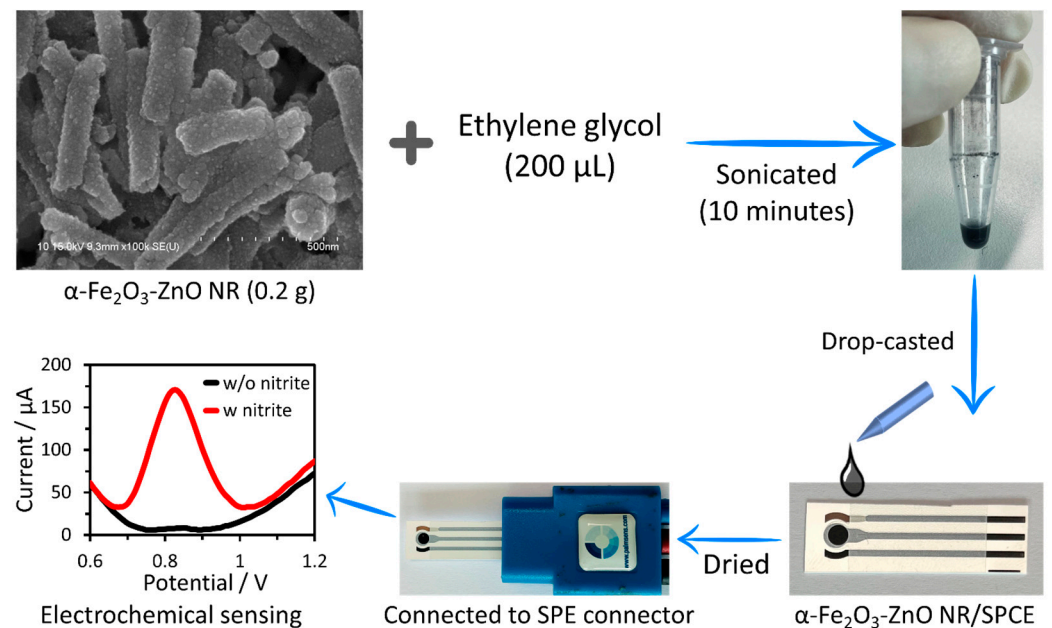 10 15.0kV 9.3mm x100k SE(U)
500nm
α-Fe₂O₃-ZnO NR (0.2 g)
+
Ethylene glycol
(200 µL)
Sonicated
(10 minutes)
Drop-casted
α-Fe₂O₃-ZnO NR/SPCE
Dried
www.palmsens.com
Connected to SPE connector
200
150
100
50
0
Current / µA
w/o nitrite
w nitrite
0.6
0.8
1
1.2
Potential / V
Electrochemical sensing